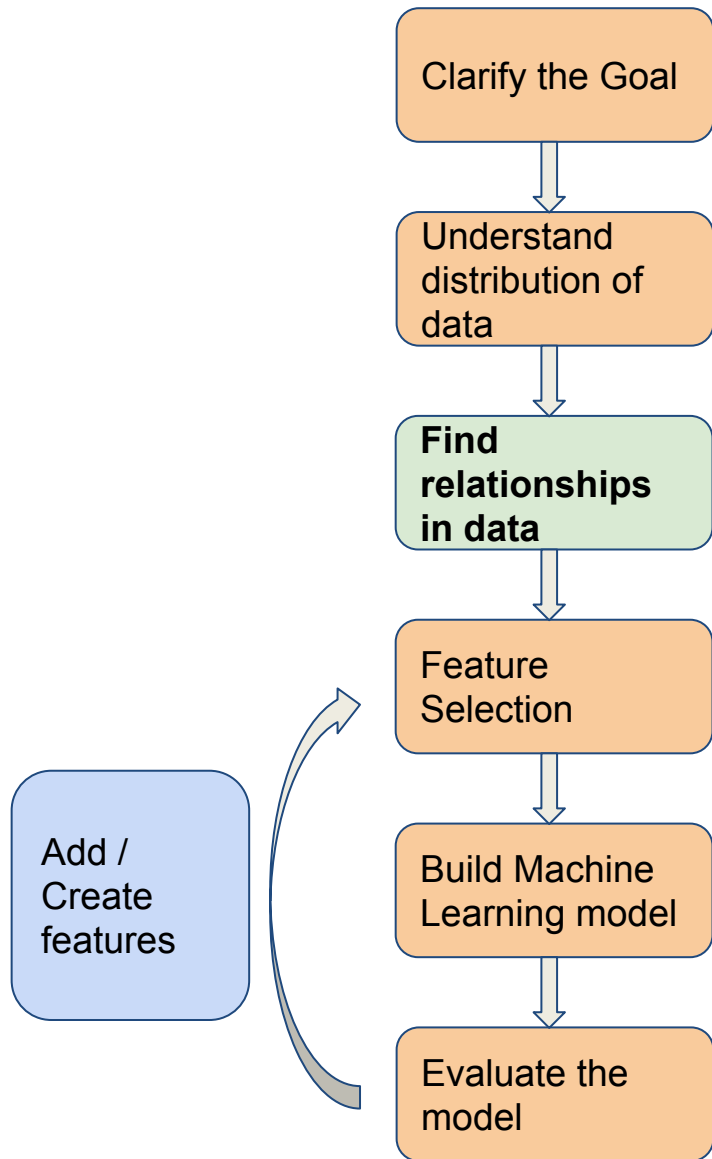 Clarify the Goal
Understand
distribution of
data
Find
relationships
in data
Feature
Selection
Add /
Create
features
Build Machine
Learning model
Evaluate the
model